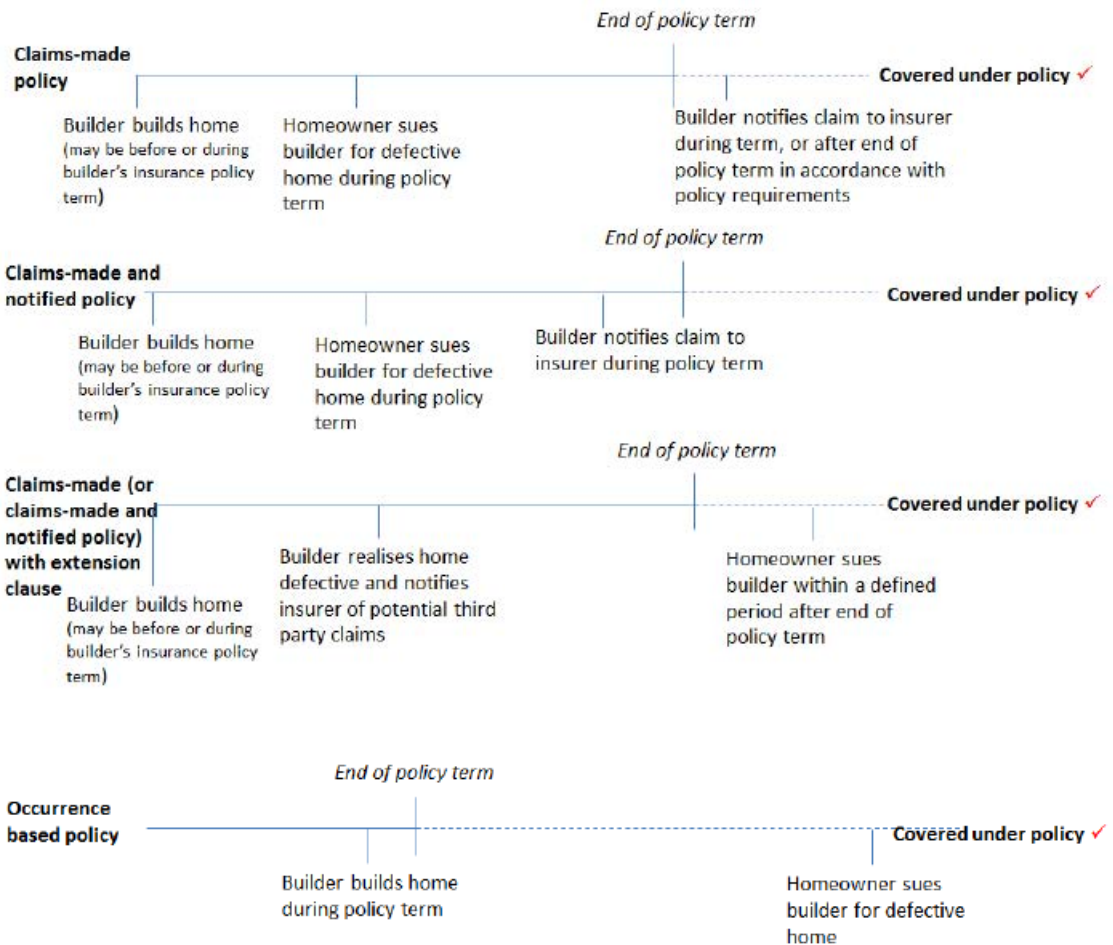 End of policy term
Claims-made
policy
Covered under policy ✓
Builder builds home
(may be before or during
builder's insurance policy
term)
Homeowner sues
builder for defective
home during policy
term
Builder notifies claim to insurer
during term, or after end of
policy term in accordance with
policy requirements
End of policy term
Claims-made and
notified policy
Covered under policy ✓
Builder builds home
(may be before or during
builder's insurance policy
term)
Homeowner sues
builder for defective
home during policy
term
Builder notifies claim to
insurer during policy term
End of policy term
Claims-made (or
claims-made and
notified policy)
with extension
clause
Covered under policy ✓
Builder builds home
(may be before or during
builder's insurance policy
term)
Builder realises home
defective and notifies
insurer of potential third
party claims
Homeowner sues
builder within a defined
period after end of
policy term
End of policy term
Occurrence
based policy
Covered under policy ✓
Builder builds home
during policy term
Homeowner sues
builder for defective
home